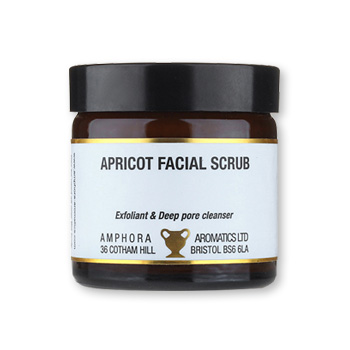 APRICOT FACIAL SCRUB
Exfoliant & Deep pore cleanser
AMPHORA AROMATICS LTD
36 COTHAM HILL BRISTOL BS6 6LA